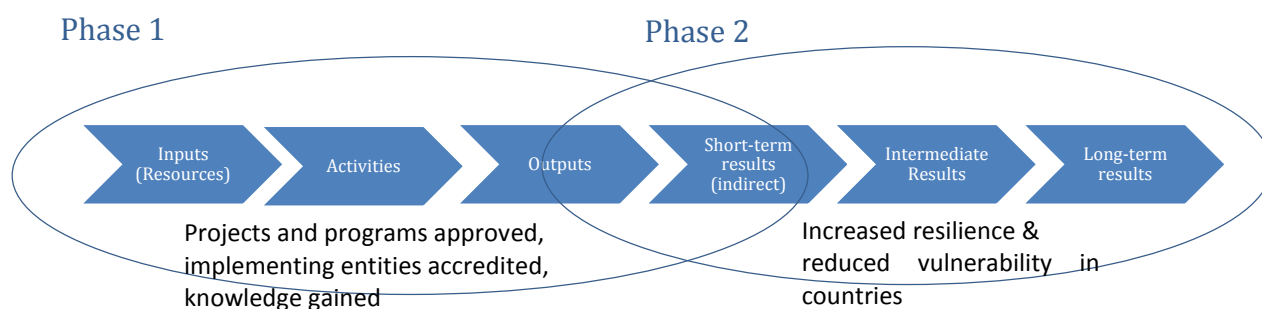 Phase 1
Phase 2
Inputs
(Resources)
Activities
Outputs
Short-term
results
(indirect)
Intermediate
Results
Long-term
results
Projects and programs approved,
implementing entities accredited,
knowledge gained
Increased resilience &
reduced vulnerability in
countries